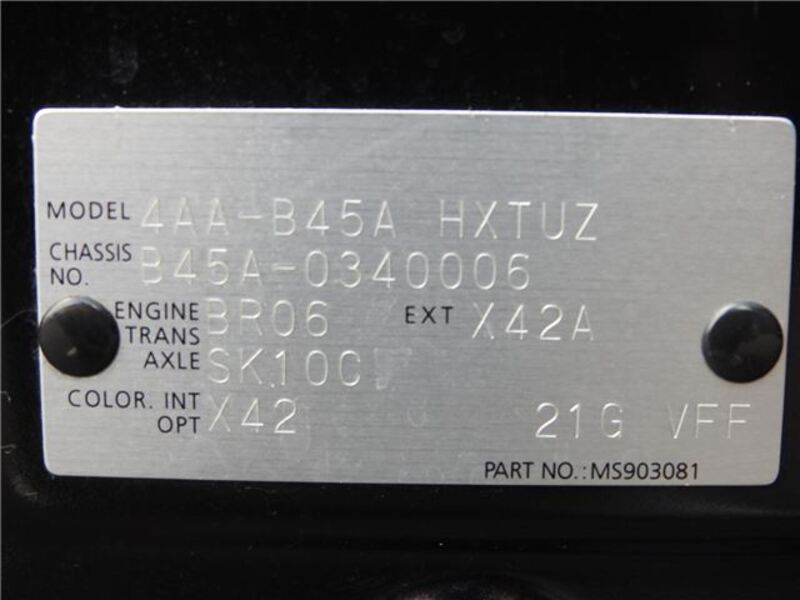 MODEL 4AA-B45A HXTUZ
CHASSIS NO. B45A-0340006
ENGINE BR06 EXT X42A
TRANS AXLE SK10C
COLOR. INT OPT X42 21G VFF
PART NO.:MS903081